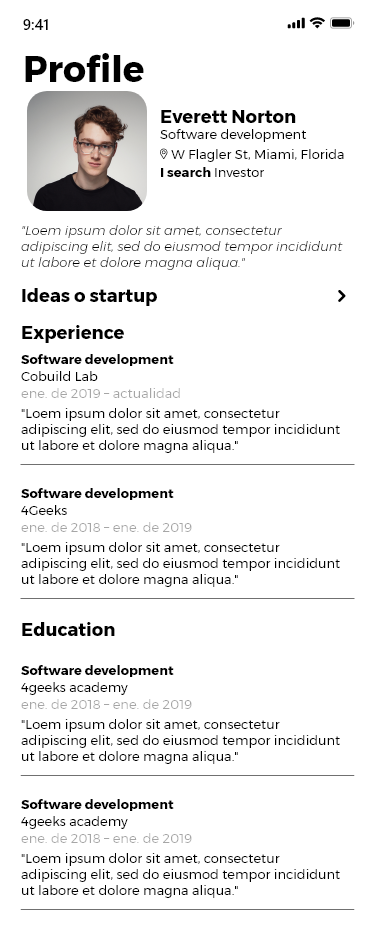 9:41
Profile
Everett Norton
Software development
W Flagler St, Miami, Florida
I search Investor
"Lorem ipsum dolor sit amet, consectetur
adipiscing elit, sed do eiusmod tempor incididunt
ut labore et dolore magna aliqua."
Ideas o startup
Experience
Software development
Cobuild Lab
ene. de 2019 – actualidad
"Lorem ipsum dolor sit amet, consectetur
adipiscing elit, sed do eiusmod tempor incididunt
ut labore et dolore magna aliqua."
Software development
4Geeks
ene. de 2018 – ene. de 2019
"Lorem ipsum dolor sit amet, consectetur
adipiscing elit, sed do eiusmod tempor incididunt
ut labore et dolore magna aliqua."
Education
Software development
4geeks academy
ene. de 2018 – ene. de 2019
"Lorem ipsum dolor sit amet, consectetur
adipiscing elit, sed do eiusmod tempor incididunt
ut labore et dolore magna aliqua."
Software development
4geeks academy
ene. de 2018 – ene. de 2019
"Lorem ipsum dolor sit amet, consectetur
adipiscing elit, sed do eiusmod tempor incididunt
ut labore et dolore magna aliqua."